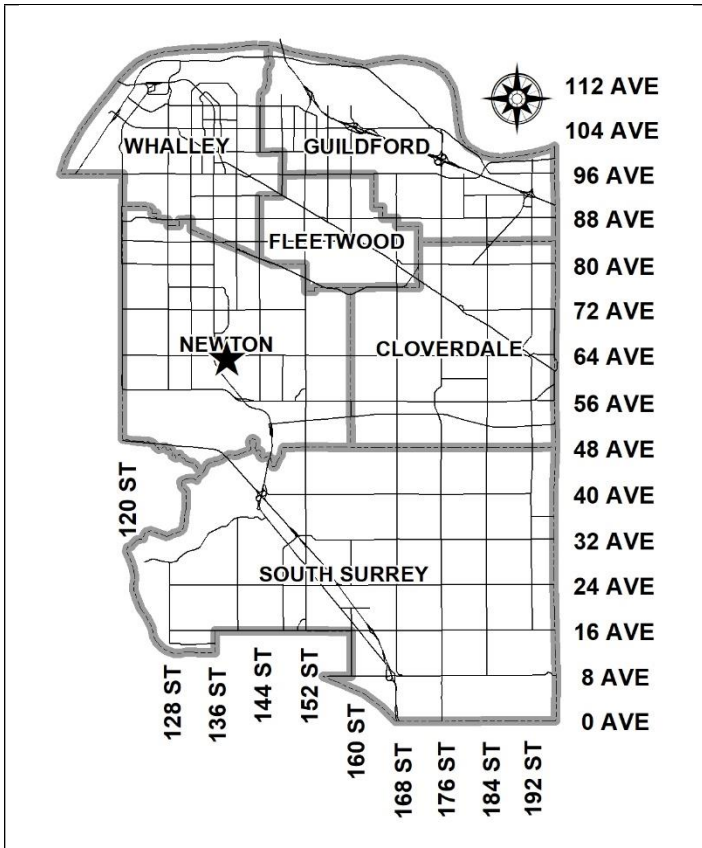 112 AVE
104 AVE
WHALLEY
GUILDFORD
96 AVE
88 AVE
FLEETWOOD
80 AVE
72 AVE
NEWTON
CLOVERDALE
64 AVE
56 AVE
48 AVE
120 ST
40 AVE
32 AVE
SOUTH SURREY
24 AVE
16 AVE
128 ST
136 ST
144 ST
152 ST
160 ST
8 AVE
0 AVE
168 ST
176 ST
184 ST
192 ST